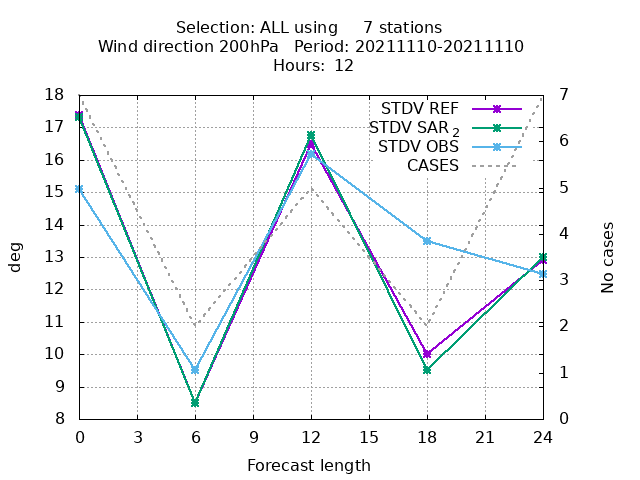 Selection: ALL using     7 stations
Wind direction 200hPa   Period: 20211110-20211110
Hours:  12
STDV REF
STDV SAR 2
STDV OBS
CASES
18
17
16
15
14
13
12
11
10
9
8
7
6
5
4
3
2
1
0
deg
No cases
0 3 6 9 12 15 18 21 24
Forecast length